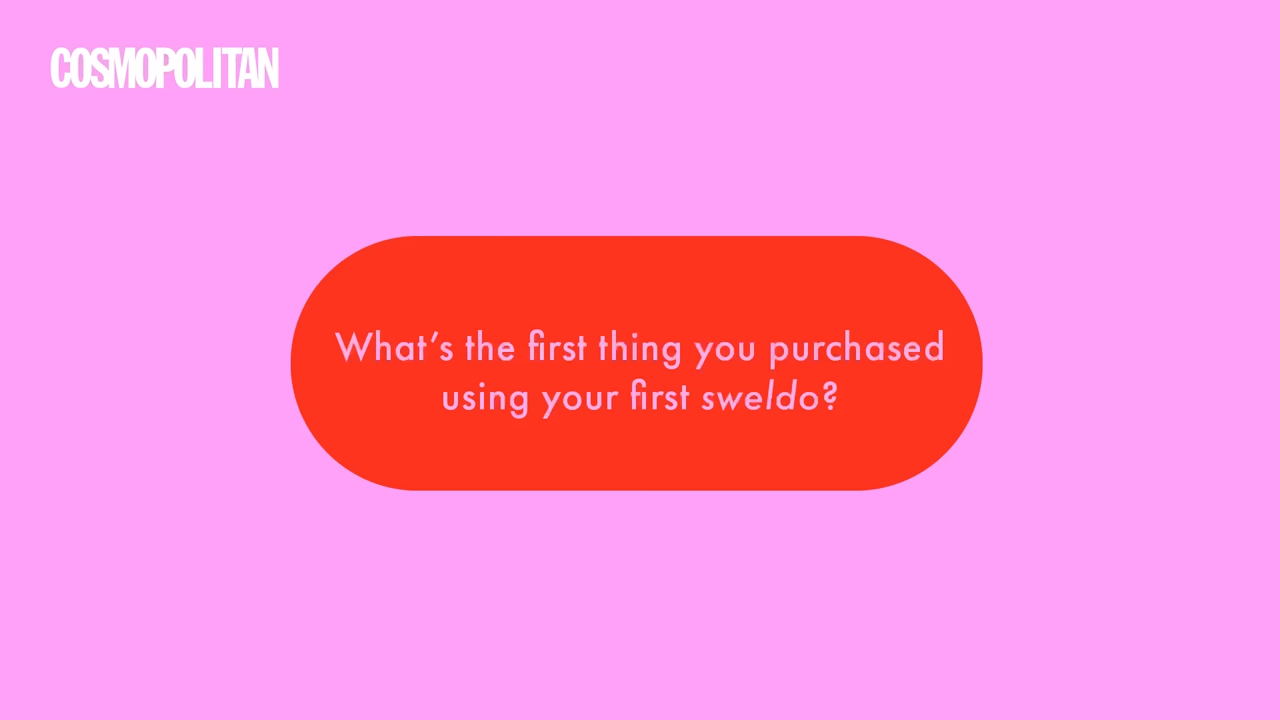 COSMOPOLITAN
What’s the first thing you purchased
using your first sweldo?